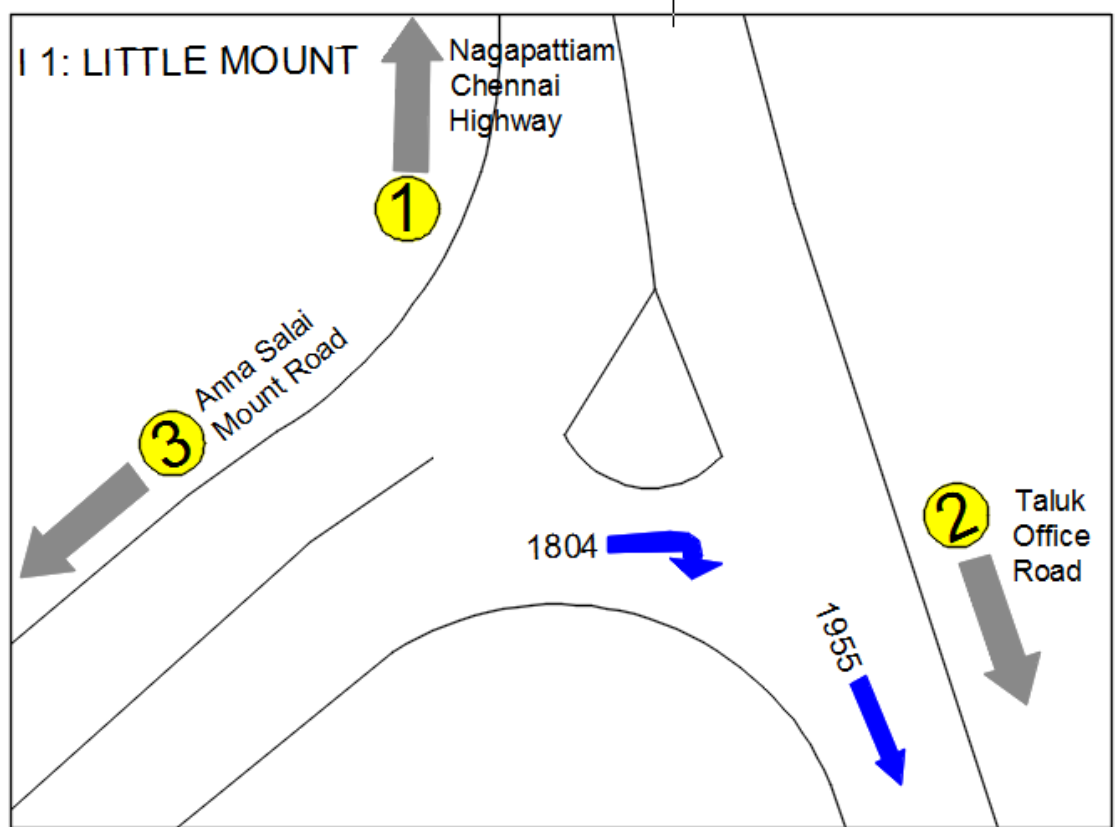 I 1: LITTLE MOUNT
Nagapattiam
Chennai
Highway
1
Anna Salai
Mount Road
3
2
Taluk
Office
Road
1804
1955